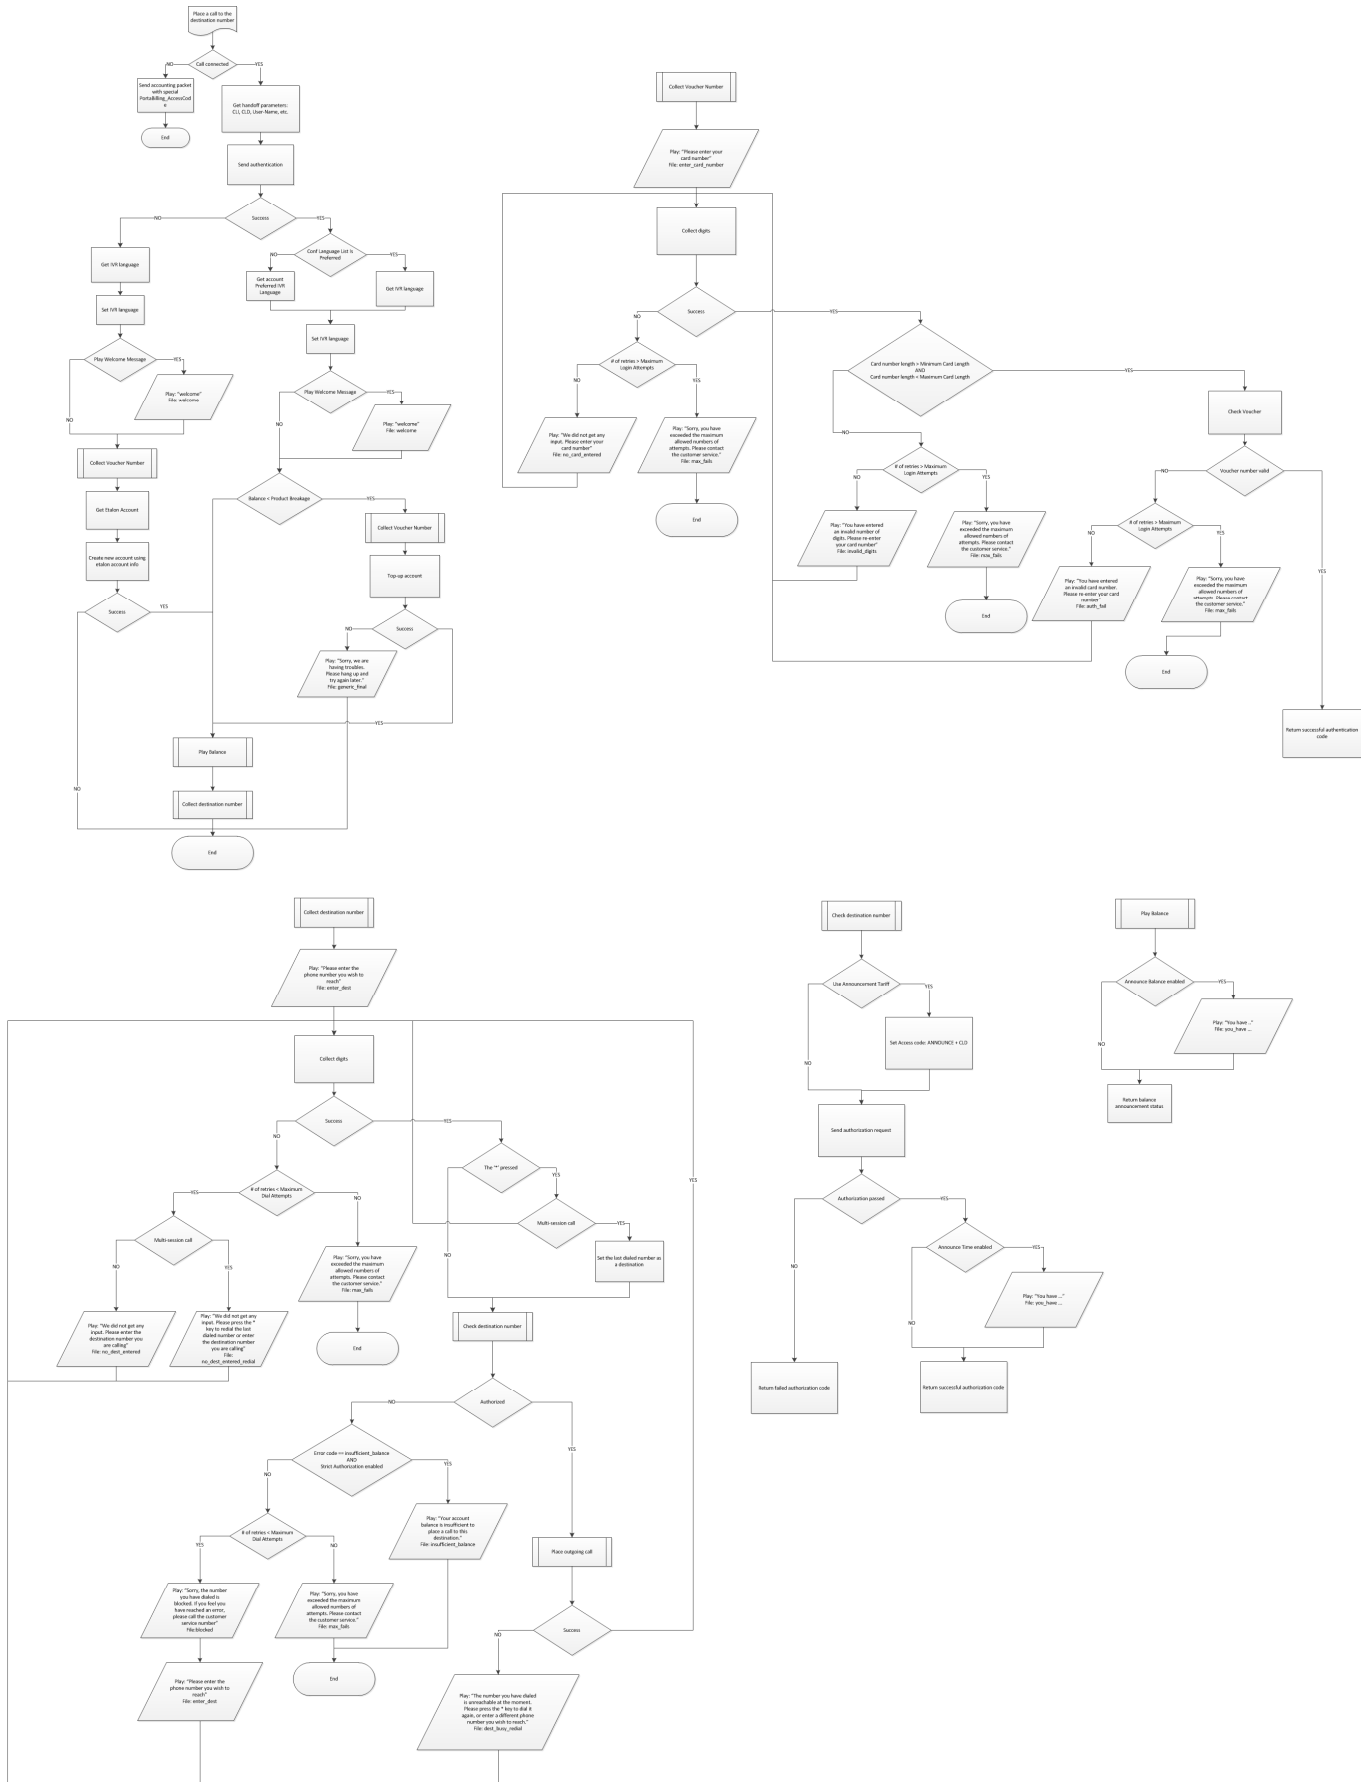 Place a call to the
destination number
Call connected
NO
YES
Send accounting packet
with special
PortaBilling_AccessCod
e
End
Get handoff parameters:
CLI, CLD, User-Name, etc.
Send authentication
Success
NO
YES
Get IVR language
Set IVR language
Play Welcome Message
YES
NO
Play: "welcome"
File: welcome
Collect Voucher Number
Get Etalon Account
Create new account using
etalon account info
Success
YES
NO
Conf Language List is
Preferred
NO
YES
Get account
Preferred IVR
Language
Get IVR language
Set IVR language
Play Welcome Message
YES
NO
Play: "welcome"
File: welcome
Balance < Product Breakage
YES
Collect Voucher Number
Top-up account
Success
NO
YES
Play: "Sorry, we are
having troubles.
Please hang up and
try again later."
File: generic_final
Play Balance
Collect destination number
End
Collect Voucher Number
Play: "Please enter your
card number"
File: enter_card_number
Collect digits
Success
NO
YES
# of retries > Maximum
Login Attempts
NO
YES
Play: "We did not get any
input. Please enter your
card number"
File: no_card_entered
Play: "Sorry, you have
exceeded the maximum
allowed numbers of
attempts. Please contact
the customer service."
File: max_fails
End
Card number length > Minimum Card Length
AND
Card number length < Maximum Card Length
NO
YES
# of retries > Maximum
Login Attempts
NO
YES
Play: "You have entered
an invalid number of
digits. Please re-enter
your card number"
File: invalid_digits
Play: "Sorry, you have
exceeded the maximum
allowed numbers of
attempts. Please contact
the customer service."
File: max_fails
End
Check Voucher
Voucher number valid
NO
YES
# of retries > Maximum
Login Attempts
NO
YES
Play: "You have entered
an invalid card number.
Please re-enter your card
number"
File: auth_fail
Play: "Sorry, you have
exceeded the maximum
allowed numbers of
attempts. Please contact
the customer service."
File: max_fails
End
Return successful authentication
code
Collect destination number
Play: "Please enter the
phone number you wish to
reach"
File: enter_dest
Collect digits
Success
NO
YES
# of retries < Maximum
Dial Attempts
YES
NO
Multi-session call
NO
YES
Play: "We did not get any
input. Please enter the
destination number you
are calling"
File: no_dest_entered
Play: "We did not get any
input. Please press the *
key to redial the last
dialed number or enter
the destination number
you are calling"
File:
no_dest_entered_redial
Play: "Sorry, you have
exceeded the maximum
allowed numbers of
attempts. Please contact
the customer service."
File: max_fails
End
The '*' pressed
YES
NO
Multi-session call
YES
Set the last dialed number as
a destination
YES
Check destination number
Authorized
NO
YES
Error code == insufficient_balance
AND
Strict Authorization enabled
NO
YES
Play: "Your account
balance is insufficient to
place a call to this
destination."
File: insufficient_balance
# of retries < Maximum
Dial Attempts
YES
NO
Play: "Sorry, the number
you have dialed is
blocked. If you feel you
have reached an error,
please call the customer
service number"
File:blocked
Play: "Sorry, you have
exceeded the maximum
allowed numbers of
attempts. Please contact
the customer service."
File: max_fails
End
Play: "Please enter the
phone number you wish to
reach"
File: enter_dest
Place outgoing call
Success
NO
Play: "The number you have dialed
is unreachable at the moment.
Please press the * key to dial it
again, or enter a different phone
number you wish to reach."
File: dest_busy_redial
Check destination number
Use Announcement Tariff
YES
NO
Set Access code: ANNOUNCE + CLD
Send authorization request
Authorization passed
YES
NO
Announce Time enabled
YES
NO
Play: "You have ..."
File: you_have ...
Return failed authorization code
Return successful authorization code
Play Balance
Announce Balance enabled
YES
NO
Play: "You have .."
File: you_have ...
Return balance
announcement status